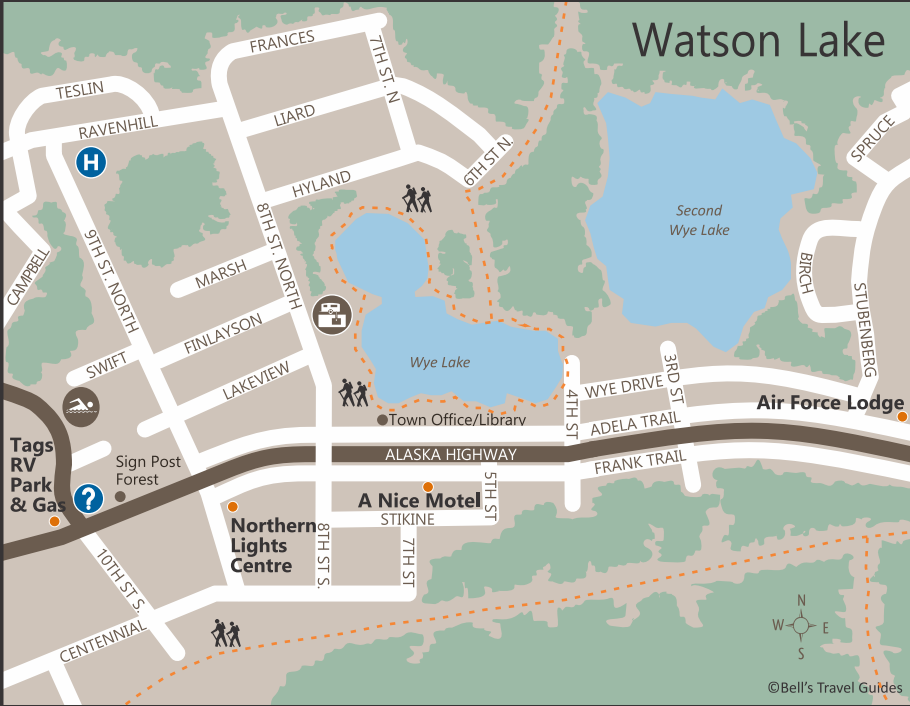 Watson Lake
FRANCES
7TH ST. N
TESLIN
LIARD
RAVENHILL
SPRUCE
H
6TH ST N.
HYLAND
8TH ST. NORTH
Second
Wye Lake
9TH ST. NORTH
CAMPBELL
MARSH
BIRCH
STUBENBERG
FINLAYSON
SWIFT
LAKEVIEW
Wye Lake
3RD ST
WYE DRIVE
4TH ST
Air Force Lodge
Town Office/Library
ADELA TRAIL
Tags
RV
Park
& Gas
ALASKA HIGHWAY
FRANK TRAIL
Sign Post
Forest
?
5TH ST
A Nice Motel
STIKINE
Northern
Lights
Centre
8TH ST S.
7TH ST.
10TH ST S.
CENTENNIAL
N
W
E
S
©Bell's Travel Guides